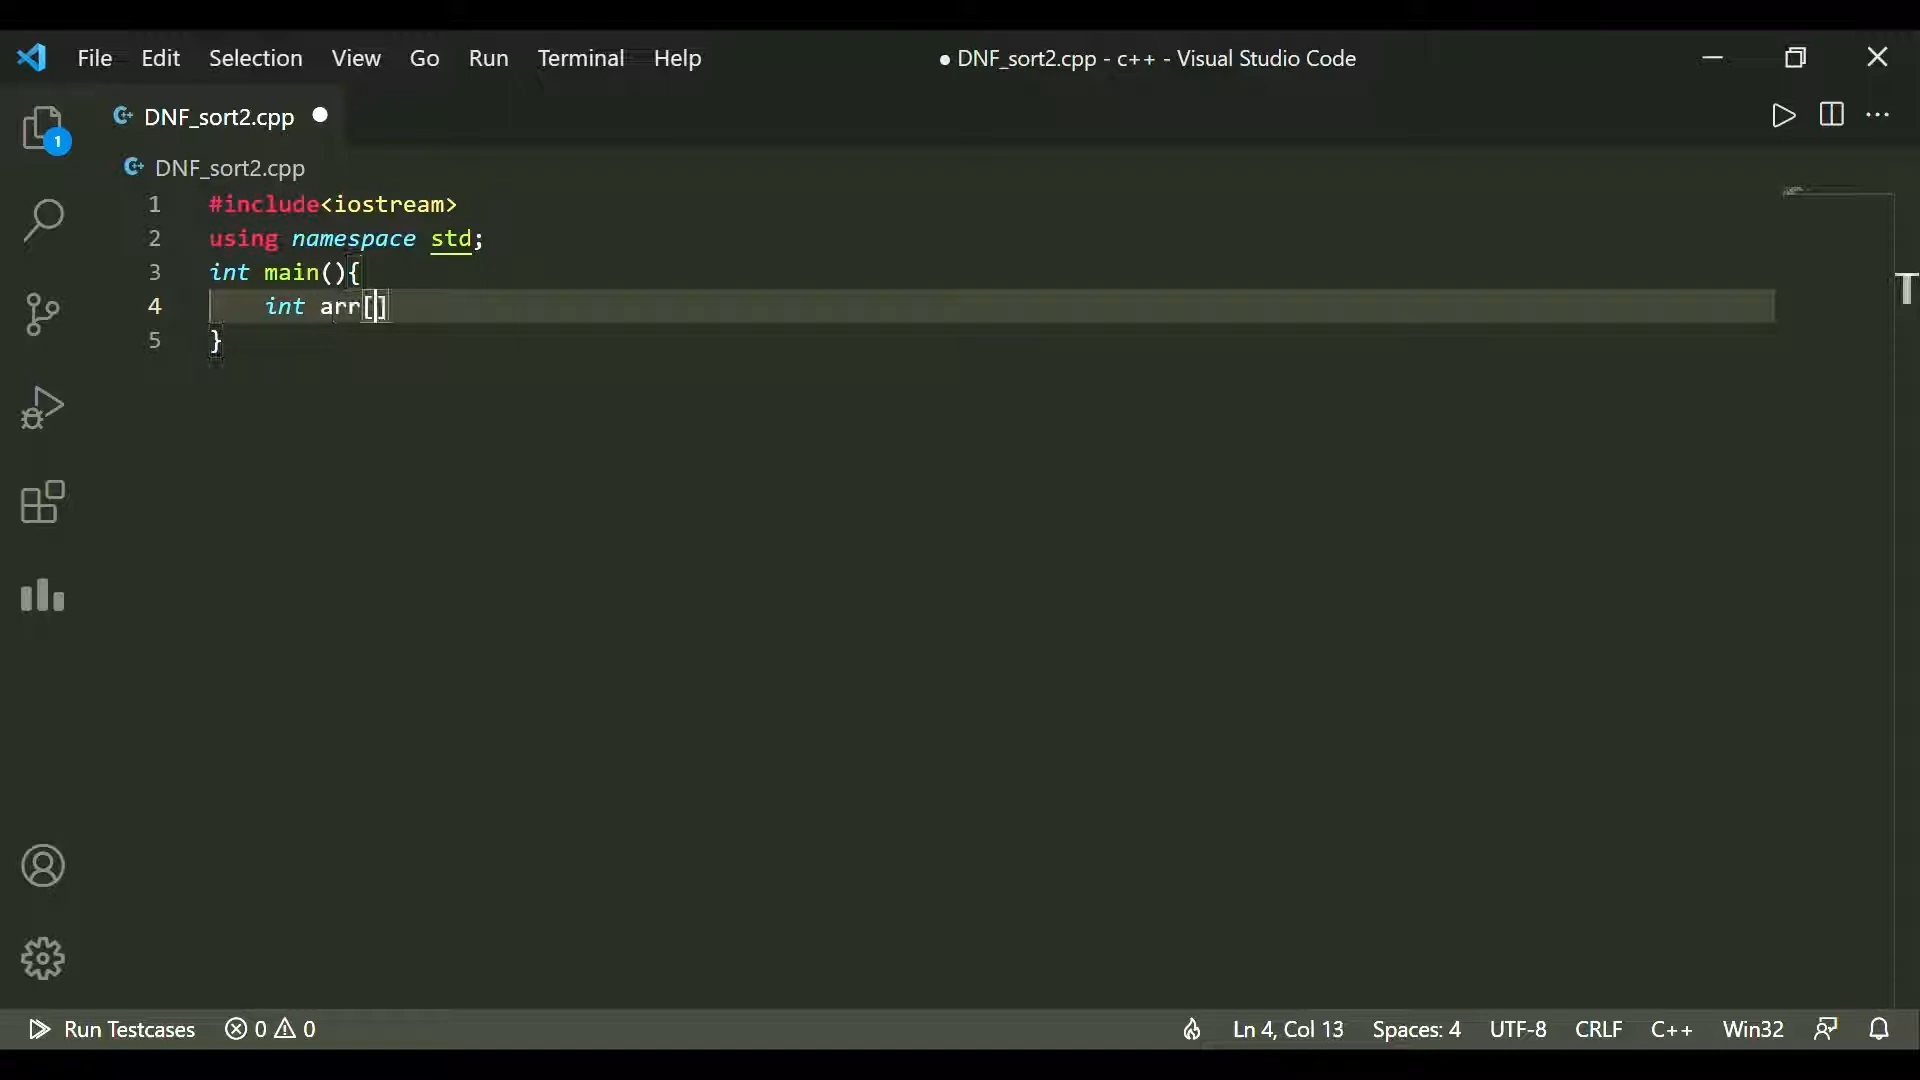 File Edit Selection View Go Run Terminal Help ● DNF_sort2.cpp - c++ - Visual Studio Code
DNF_sort2.cpp ●
1
DNF_sort2.cpp
1 #include<iostream>
2 using namespace std;
3 int main(){
4 int arr[]
5 }
T
Run Testcases 0 0 Ln 4, Col 13 Spaces: 4 UTF-8 CRLF C++ Win32